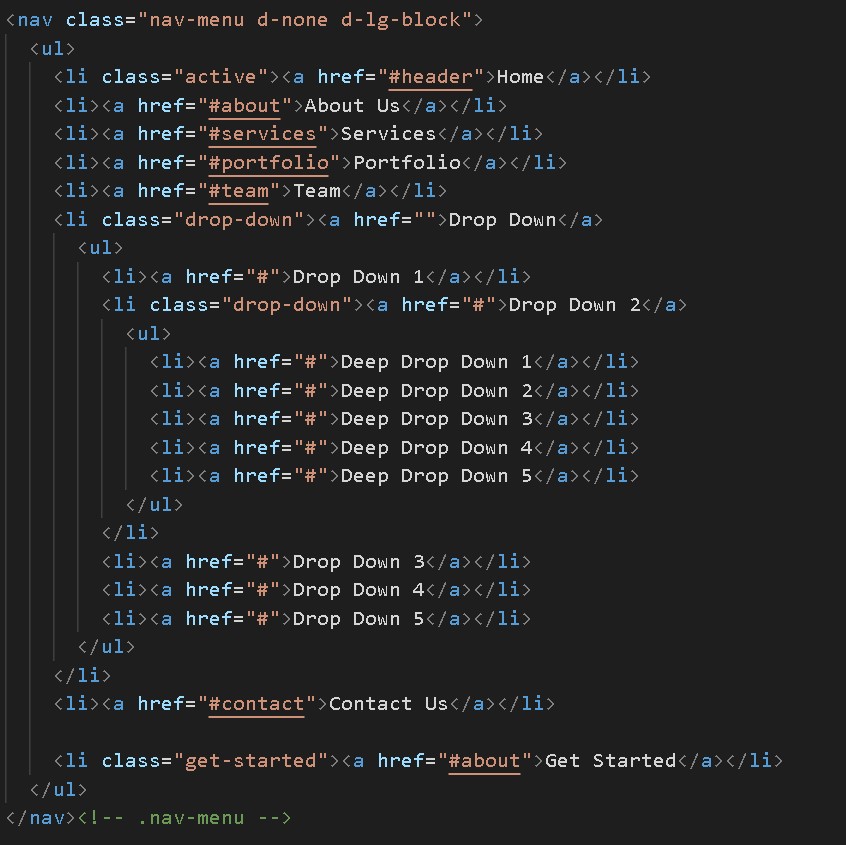 <nav class="nav-menu d-none d-lg-block">
<ul>
<li class="active"><a href="#header">Home</a></li>
<li><a href="#about">About Us</a></li>
<li><a href="#services">Services</a></li>
<li><a href="#portfolio">Portfolio</a></li>
<li><a href="#team">Team</a></li>
<li class="drop-down"><a href="">Drop Down</a>
<ul>
<li><a href="#">Drop Down 1</a></li>
<li class="drop-down"><a href="#">Drop Down 2</a>
<ul>
<li><a href="#">Deep Drop Down 1</a></li>
<li><a href="#">Deep Drop Down 2</a></li>
<li><a href="#">Deep Drop Down 3</a></li>
<li><a href="#">Deep Drop Down 4</a></li>
<li><a href="#">Deep Drop Down 5</a></li>
</ul>
</li>
<li><a href="#">Drop Down 3</a></li>
<li><a href="#">Drop Down 4</a></li>
<li><a href="#">Drop Down 5</a></li>
</ul>
</li>
<li><a href="#contact">Contact Us</a></li>
<li class="get-started"><a href="#about">Get Started</a></li>
</ul>
</nav><!-- .nav-menu -->